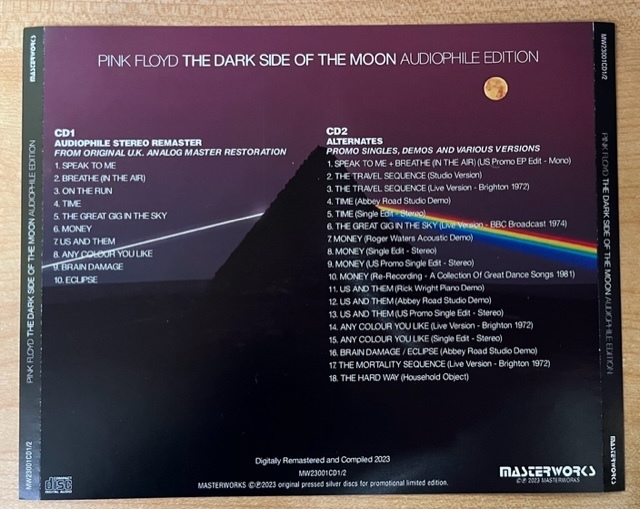 PINK FLOYD THE DARK SIDE OF THE MOON AUDIOPHILE EDITION
CD1
AUDIOPHILE STEREO REMASTER
FROM ORIGINAL U.K. ANALOG MASTER RESTORATION
1. SPEAK TO ME
2. BREATHE (IN THE AIR)
3. ON THE RUN
4. TIME
5. THE GREAT GIG IN THE SKY
6. MONEY
7. US AND THEM
8. ANY COLOUR YOU LIKE
9. BRAIN DAMAGE
10. ECLIPSE
CD2
ALTERNATES
PROMO SINGLES, DEMOS AND VARIOUS VERSIONS
1. SPEAK TO ME + BREATHE (IN THE AIR) (US Promo EP Edit - Mono)
2. THE TRAVEL SEQUENCE (Studio Version)
3. THE TRAVEL SEQUENCE (Live Version - Brighton 1972)
4. TIME (Abbey Road Studio Demo)
5. TIME (Single Edit - Stereo)
6. THE GREAT GIG IN THE SKY (Live Version - BBC Broadcast 1974)
7. MONEY (Roger Waters Acoustic Demo)
8. MONEY (Single Edit - Stereo)
9. MONEY (US Promo Single Edit - Stereo)
10. MONEY (Re-Recording - A Collection Of Great Dance Songs 1981)
11. US AND THEM (Rick Wright Piano Demo)
12. US AND THEM (Abbey Road Studio Demo)
13. US AND THEM (US Promo Single Edit - Stereo)
14. ANY COLOUR YOU LIKE (Live Version - Brighton 1972)
15. ANY COLOUR YOU LIKE (Single Edit - Stereo)
16. BRAIN DAMAGE / ECLIPSE (Abbey Road Studio Demo)
17. THE MORTALITY SEQUENCE (Live Version - Brighton 1972)
18. THE HARD WAY (Household Object)
Digitally Remastered and Compiled 2023
MW23001CD1/2
MASTERWORKS ©℗2023 original pressed silver discs for promotional limited edition.
COMPACT
disc
DIGITAL AUDIO
MASTERWORKS
©℗ 2023 MASTERWORKS
MASTERWORKS
PINK FLOYD THE DARK SIDE OF THE MOON AUDIOPHILE EDITION
MW23001CD1/2
MW23001CD1/2
PINK FLOYD THE DARK SIDE OF THE MOON AUDIOPHILE EDITION
MASTERWORKS